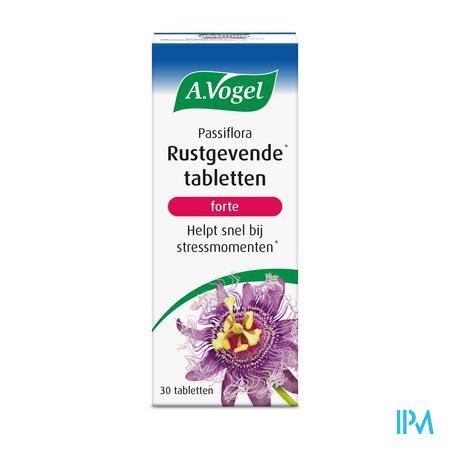 A.Vogel
Passiflora
Rustgevende*
tabletten
forte
Helpt snel bij
stressmomenten*
30 tabletten
IPM